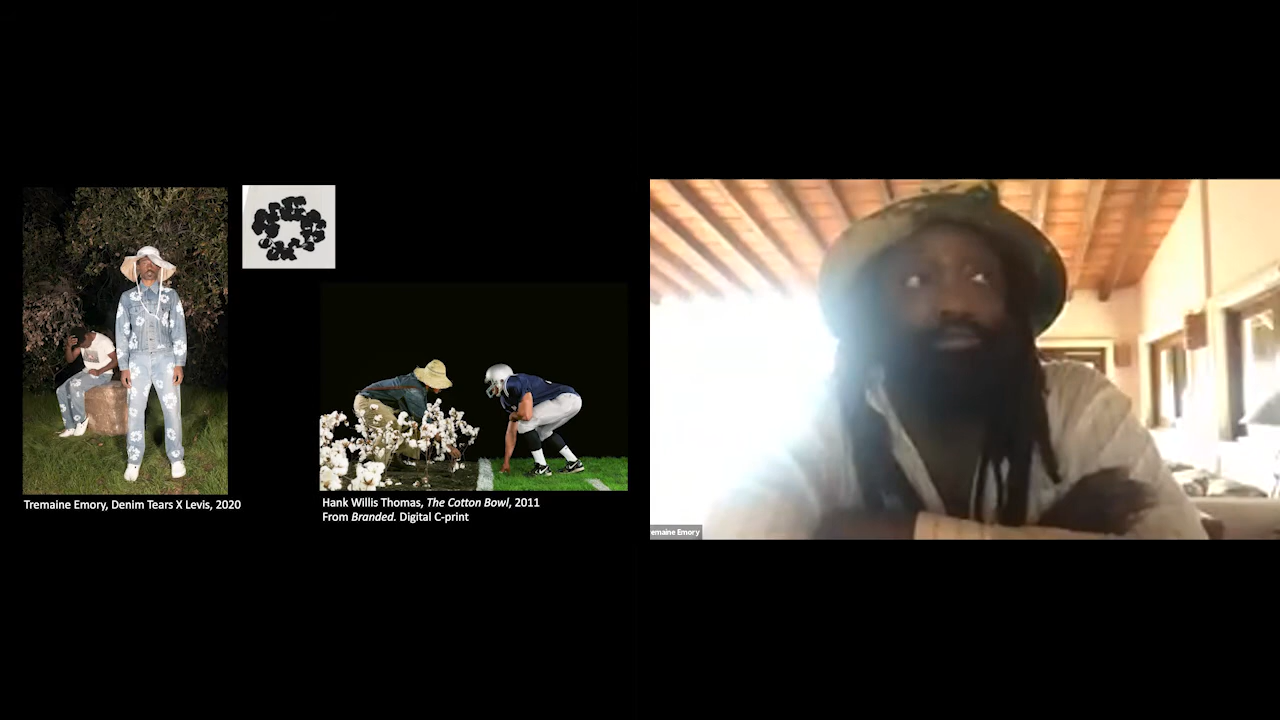 Tremaine Emory, Denim Tears X Levis, 2020
Hank Willis Thomas, The Cotton Bowl, 2011
From Branded. Digital C-print
emaine Emory